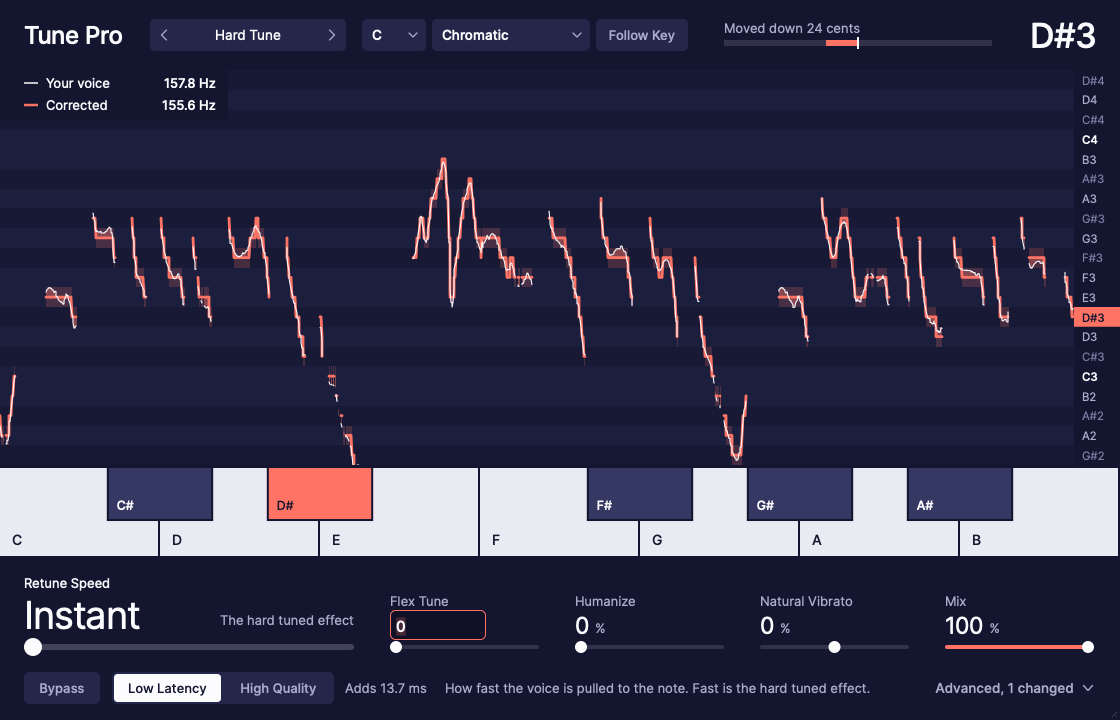 Tune Pro
Hard Tune
C
Chromatic
Follow Key
Moved down 24 cents
D#3
Your voice 157.8 Hz
Corrected 155.6 Hz
D#4
D4
C#4
C4
B3
A#3
A3
G#3
G3
F#3
F3
E3
D#3
D3
C#3
C3
B2
A#2
A2
G#2
C# D# F# G# A#
C D E F G A B
Retune Speed
Instant
The hard tuned effect
Flex Tune
0
Humanize
0 %
Natural Vibrato
0 %
Mix
100 %
Bypass
Low Latency
High Quality
Adds 13.7 ms
How fast the voice is pulled to the note. Fast is the hard tuned effect.
Advanced, 1 changed